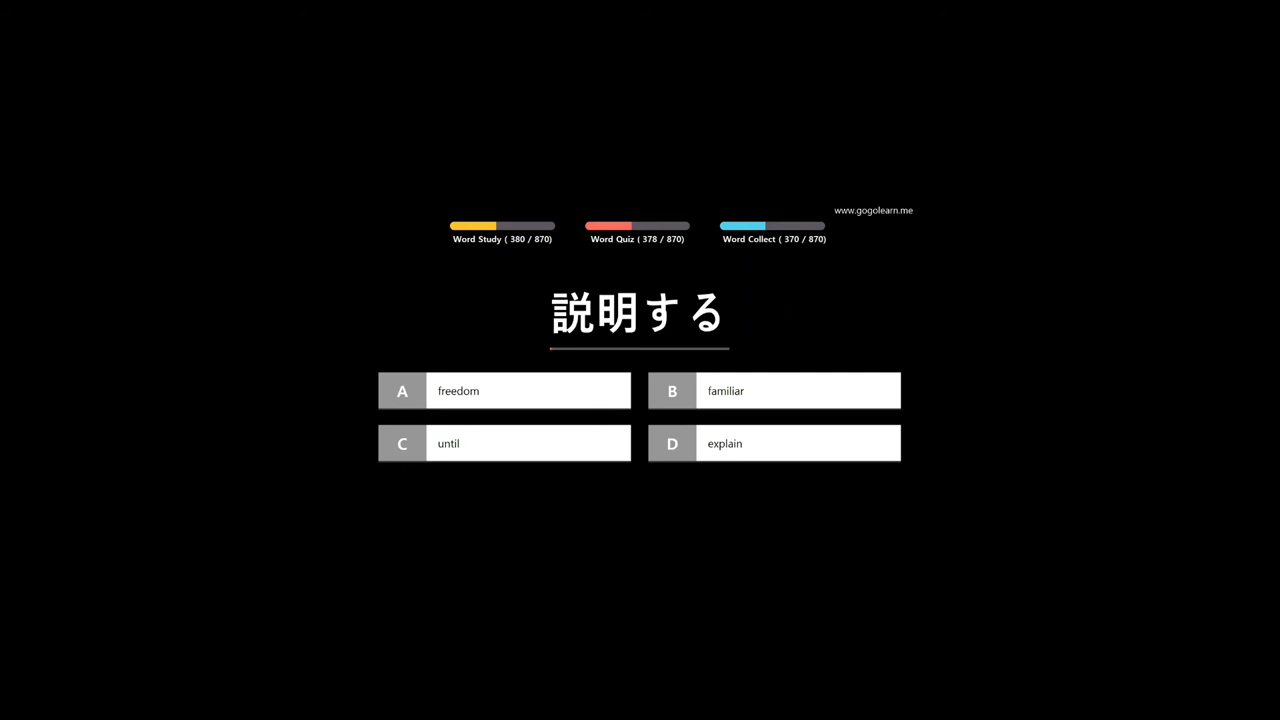 www.gogolearn.me
Word Study ( 380 / 870)
Word Quiz ( 378 / 870)
Word Collect ( 370 / 870)
説明する
A freedom
B familiar
C until
D explain